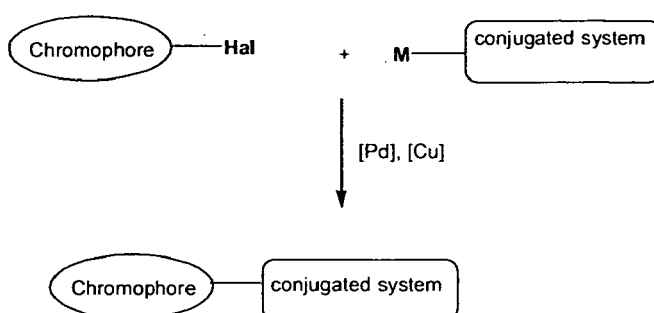 Chromophore Hal + M conjugated system
[Pd], [Cu]
Chromophore conjugated system